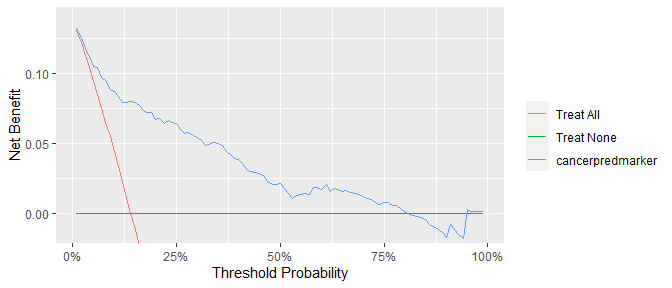 Net Benefit
0.10
0.05
0.00
0%
25%
50%
75%
100%
Threshold Probability
Treat All
Treat None
cancerpredmarker